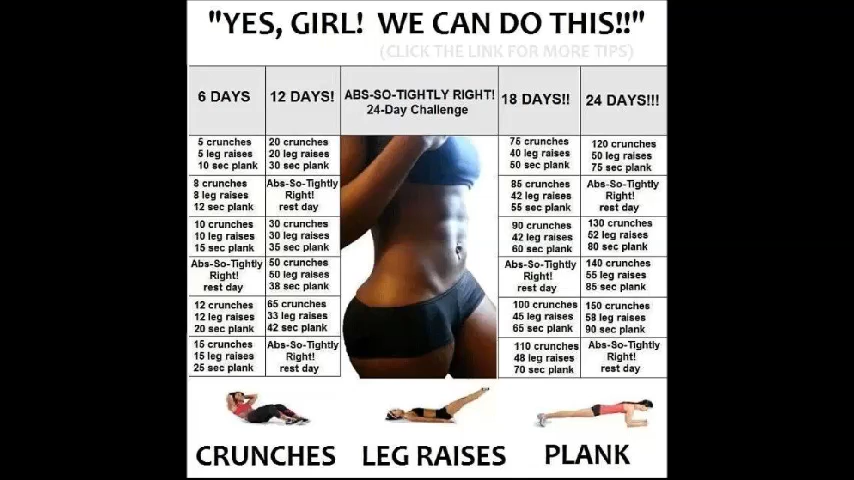 "YES, GIRL!  WE CAN DO THIS!!"
(CLICK THE LINK FOR MORE TIPS)
6 DAYS
12 DAYS!
ABS-SO-TIGHTLY RIGHT!
24-Day Challenge
18 DAYS!!
24 DAYS!!!
5 crunches
5 leg raises
10 sec plank
20 crunches
20 leg raises
30 sec plank
75 crunches
40 leg raises
50 sec plank
120 crunches
50 leg raises
75 sec plank
8 crunches
8 leg raises
12 sec plank
Abs-So-Tightly
Right!
rest day
85 crunches
42 leg raises
55 sec plank
Abs-So-Tightly
Right!
rest day
10 crunches
10 leg raises
15 sec plank
30 crunches
30 leg raises
35 sec plank
90 crunches
42 leg raises
60 sec plank
130 crunches
52 leg raises
80 sec plank
Abs-So-Tightly
Right!
rest day
50 crunches
50 leg raises
38 sec plank
Abs-So-Tightly
Right!
rest day
140 crunches
55 leg raises
85 sec plank
12 crunches
12 leg raises
20 sec plank
65 crunches
33 leg raises
42 sec plank
100 crunches
45 leg raises
65 sec plank
150 crunches
58 leg raises
90 sec plank
15 crunches
15 leg raises
25 sec plank
Abs-So-Tightly
Right!
rest day
110 crunches
48 leg raises
70 sec plank
Abs-So-Tightly
Right!
rest day
CRUNCHES
LEG RAISES
PLANK